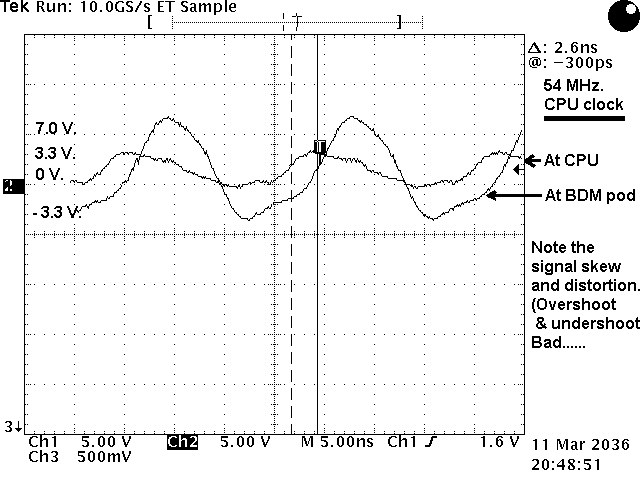 Tek Run: 10.0GS/s ET Sample
[ T ]
Δ: 2.6ns
@: -300ps
54 MHz.
CPU clock
7.0 V.
3.3 V.
0 V.
-3.3 V.
At CPU
At BDM pod
Note the
signal skew
and distortion.
(Overshoot
& undershoot
Bad......
3↓
Ch1 5.00 V Ch2 5.00 V M 5.00ns Ch1 ʃ 1.6 V
Ch3 500mV
11 Mar 2036
20:48:51